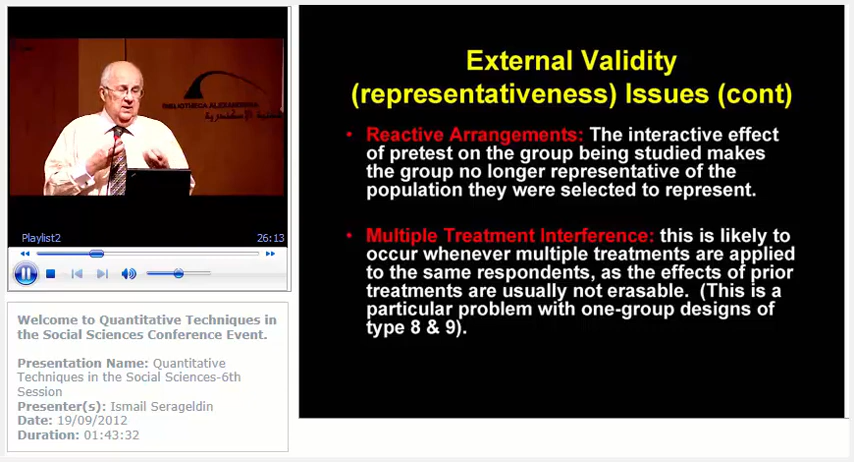 BIBLIOTHECA ALEXANDRINA
Playlist2
26:13
Welcome to Quantitative Techniques in
the Social Sciences Conference Event.
Presentation Name: Quantitative
Techniques in the Social Sciences-6th
Session
Presenter(s): Ismail Serageldin
Date: 19/09/2012
Duration: 01:43:32
External Validity
(representativeness) Issues (cont)
• Reactive Arrangements: The interactive effect
of pretest on the group being studied makes
the group no longer representative of the
population they were selected to represent.
• Multiple Treatment Interference: this is likely to
occur whenever multiple treatments are applied
to the same respondents, as the effects of prior
treatments are usually not erasable. (This is a
particular problem with one-group designs of
type 8 & 9).